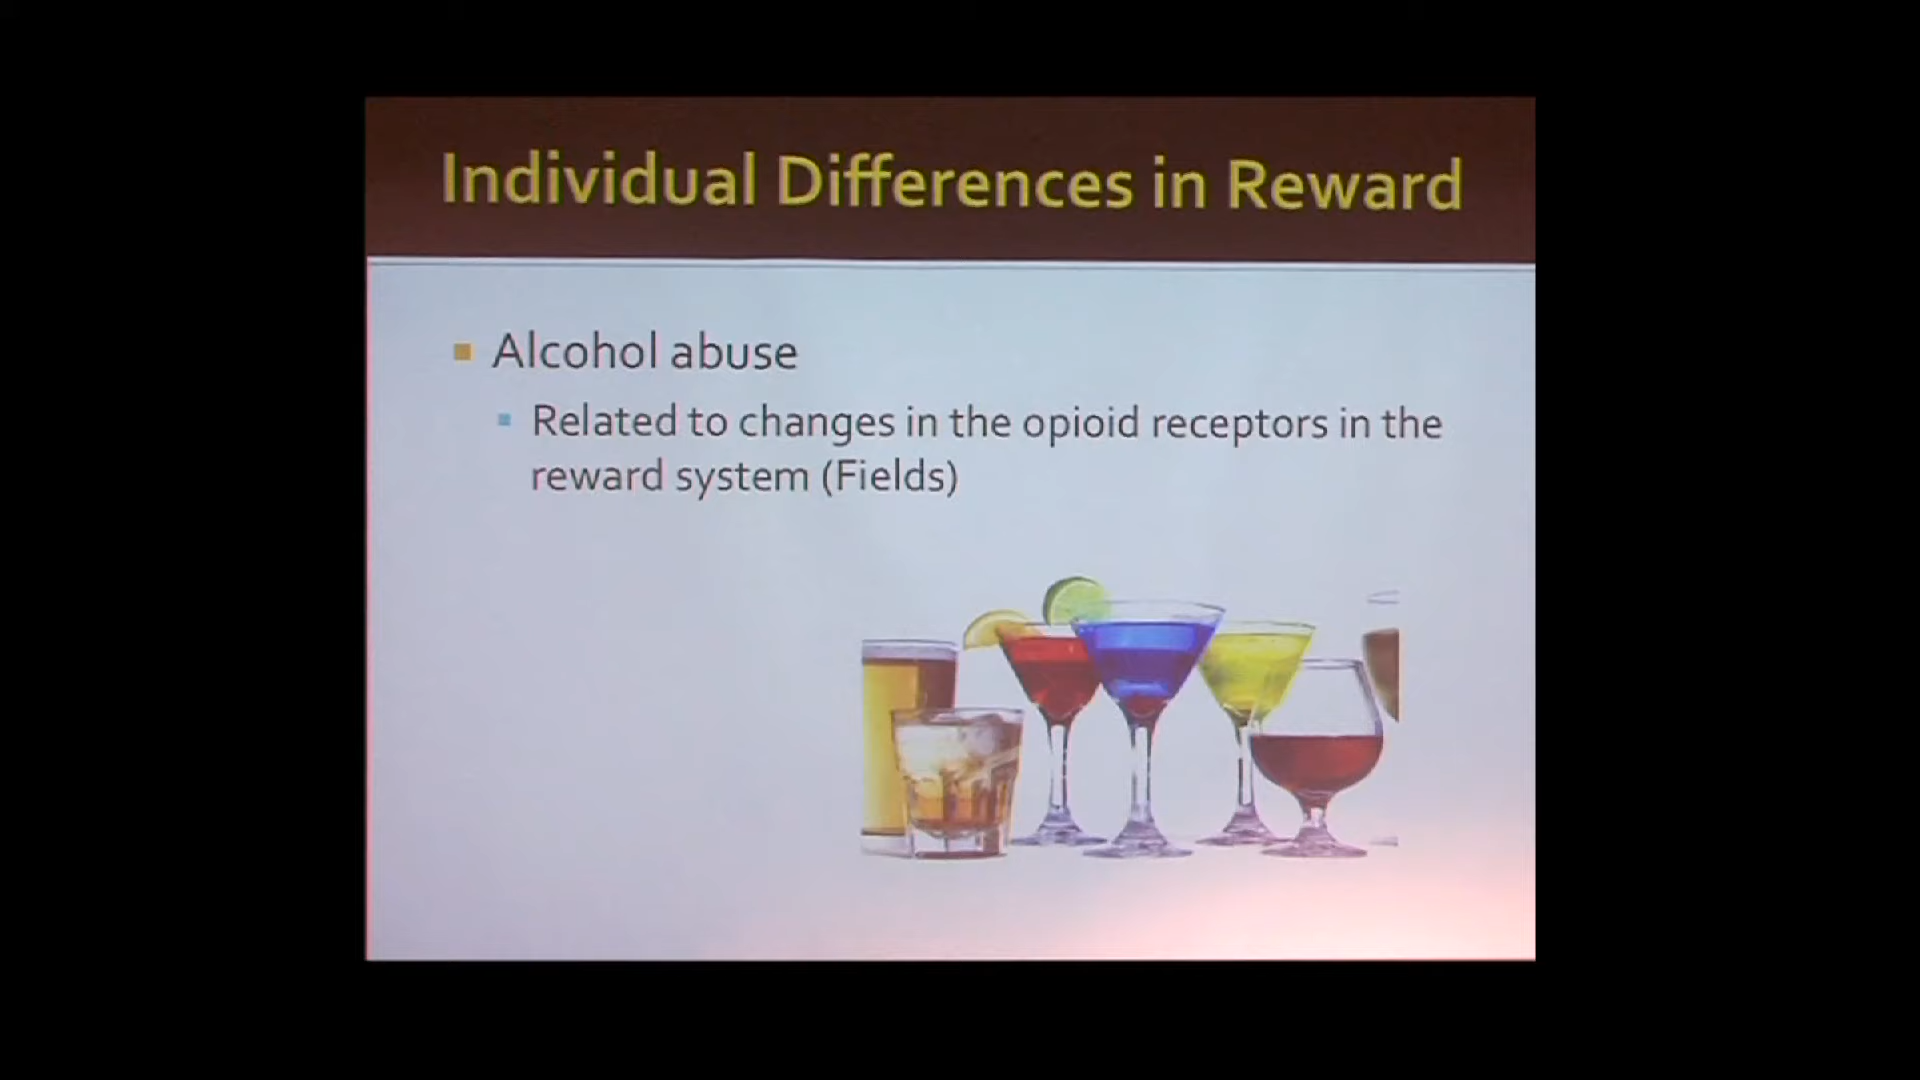 Individual Differences in Reward
Alcohol abuse
Related to changes in the opioid receptors in the
reward system (Fields)